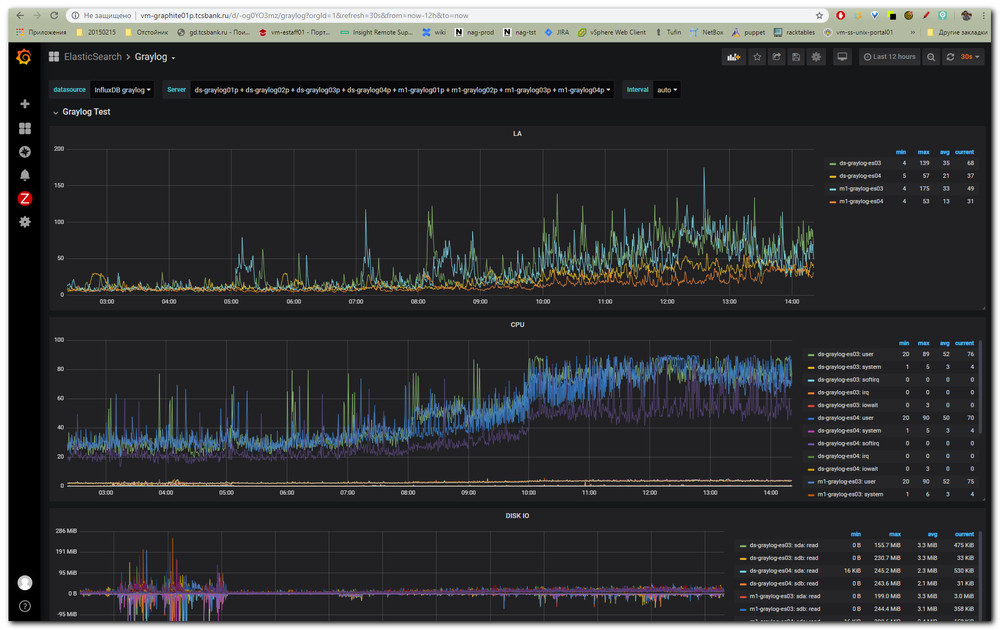 Не защищено vm-graphite01p.tcsbank.ru/d/-og0YO3mz/graylog?orgId=1&refresh=30s&from=now-12h&to=now
Приложения 20150215 Отстойник gd.tcsbank.ru - Пои... vm-estaff01 - Порт... Insight Remote Sup... wiki nag-prod nag-tst JIRA vSphere Web Client Tufin NetBox puppet racktables vm-ss-unix-portal01 » Другие закладки
ElasticSearch > Graylog Last 12 hours 30s
datasource InfluxDB graylog Server ds-graylog01p + ds-graylog02p + ds-graylog03p + ds-graylog04p + m1-graylog01p + m1-graylog02p + m1-graylog03p + m1-graylog04p Interval auto
Graylog Test
LA
200
150
100
50
0
03:00 04:00 05:00 06:00 07:00 08:00 09:00 10:00 11:00 12:00 13:00 14:00
min max avg current
ds-graylog-es03 4 139 35 68
ds-graylog-es04 5 57 21 37
m1-graylog-es03 4 175 33 49
m1-graylog-es04 4 53 13 31
CPU
100
80
60
40
20
0
03:00 04:00 05:00 06:00 07:00 08:00 09:00 10:00 11:00 12:00 13:00 14:00
min max avg current
ds-graylog-es03: user 20 89 52 76
ds-graylog-es03: system 1 5 3 4
ds-graylog-es03: softirq 0 0 0 0
ds-graylog-es03: irq 0 0 0 0
ds-graylog-es03: iowait 0 3 0 0
ds-graylog-es04: user 20 90 50 70
ds-graylog-es04: system 1 5 3 4
ds-graylog-es04: softirq 0 0 0 0
ds-graylog-es04: irq 0 0 0 0
ds-graylog-es04: iowait 0 3 0 0
m1-graylog-es03: user 20 90 52 75
m1-graylog-es03: system 1 6 3 4
DISK IO
286 MiB
191 MiB
95 MiB
0 B
-95 MiB
min max avg current
ds-graylog-es03: sda: read 0 B 155.7 MiB 3.3 MiB 475 KiB
ds-graylog-es03: sdb: read 0 B 230.7 MiB 3.3 MiB 33 KiB
ds-graylog-es04: sda: read 16 KiB 245.2 MiB 2.3 MiB 530 KiB
ds-graylog-es04: sdb: read 0 B 243.6 MiB 2.1 MiB 31 KiB
m1-graylog-es03: sda: read 0 B 199.0 MiB 3.3 MiB 3.0 MiB
m1-graylog-es03: sdb: read 0 B 244.4 MiB 3.1 MiB 358 KiB